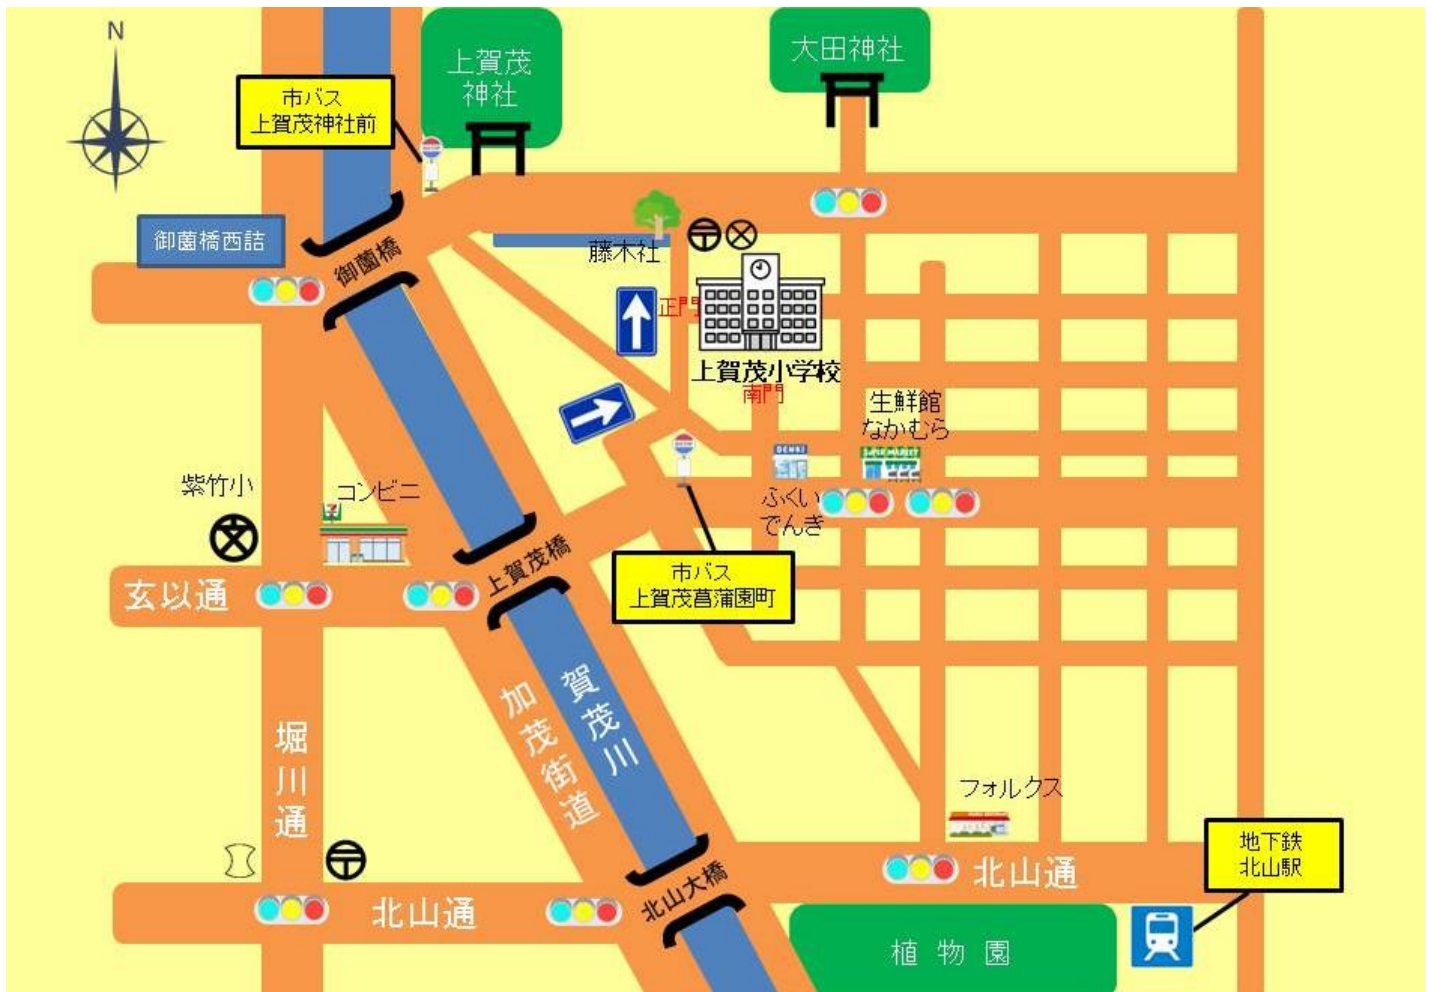 N
上賀茂
神社
大田神社
市バス
上賀茂神社前
御薗橋西詰
御薗橋
藤木社
正門
上賀茂小学校
南門
生鮮館
なかむら
DENKI
SUPER MARKET
紫竹小
コンビニ
7
ふくい
でんき
上賀茂橋
市バス
上賀茂菖蒲園町
玄以通
賀茂川
加茂街道
堀川通
フォルクス
地下鉄
北山駅
北山通
北山通
北山大橋
植物園